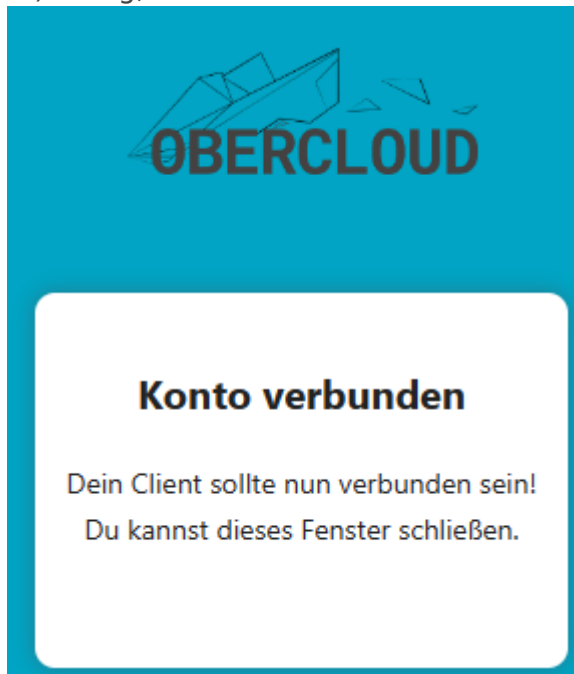 OBERCLOUD
Konto verbunden
Dein Client sollte nun verbunden sein!
Du kannst dieses Fenster schließen.